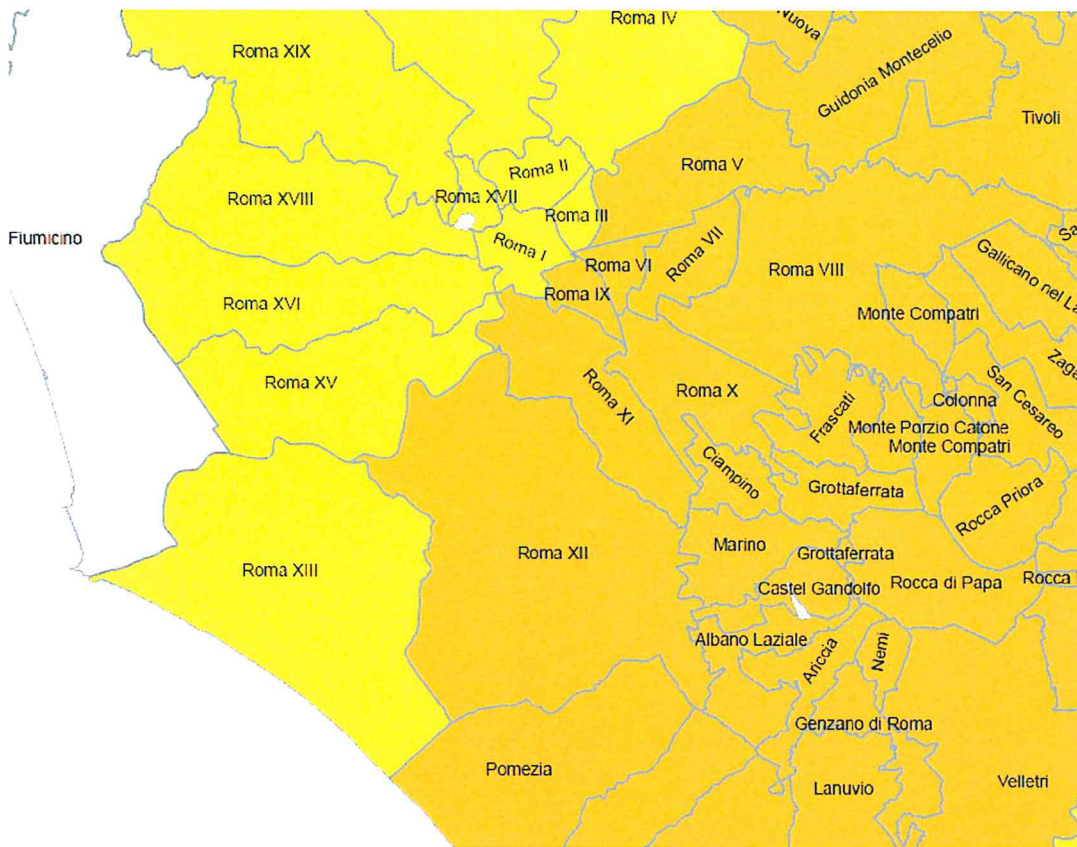 Roma IV
Nuova
Roma XIX
Guidonia Montecelio
Tivoli
Roma II
Roma V
Roma XVIII
Roma XVII
Roma III
Fiumicino
Roma I
Roma VI
Roma VII
Roma VIII
Gallicano nel La
Roma IX
Roma XVI
Monte Compatri
Zaga
Roma XV
Roma XI
Roma X
Frascati
Colonna
San Cesareo
Monte Porzio Catone
Monte Compatri
Ciampino
Grottaferrata
Rocca Priora
Marino
Roma XII
Grottaferrata
Roma XIII
Castel Gandolfo
Rocca di Papa
Rocca
Albano Laziale
Ariccia
Nemi
Genzano di Roma
Pomezia
Lanuvio
Velletri